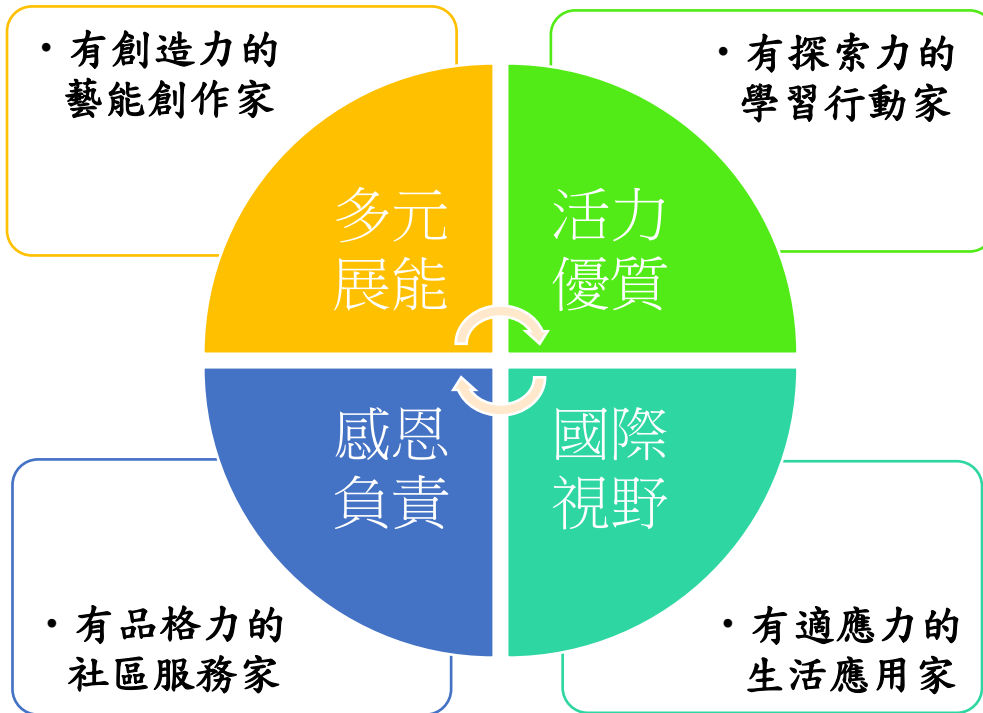 • 有創造力的
藝能創作家
• 有探索力的
學習行動家
多元
展能
活力
優質
感恩
負責
國際
視野
• 有品格力的
社區服務家
• 有適應力的
生活應用家